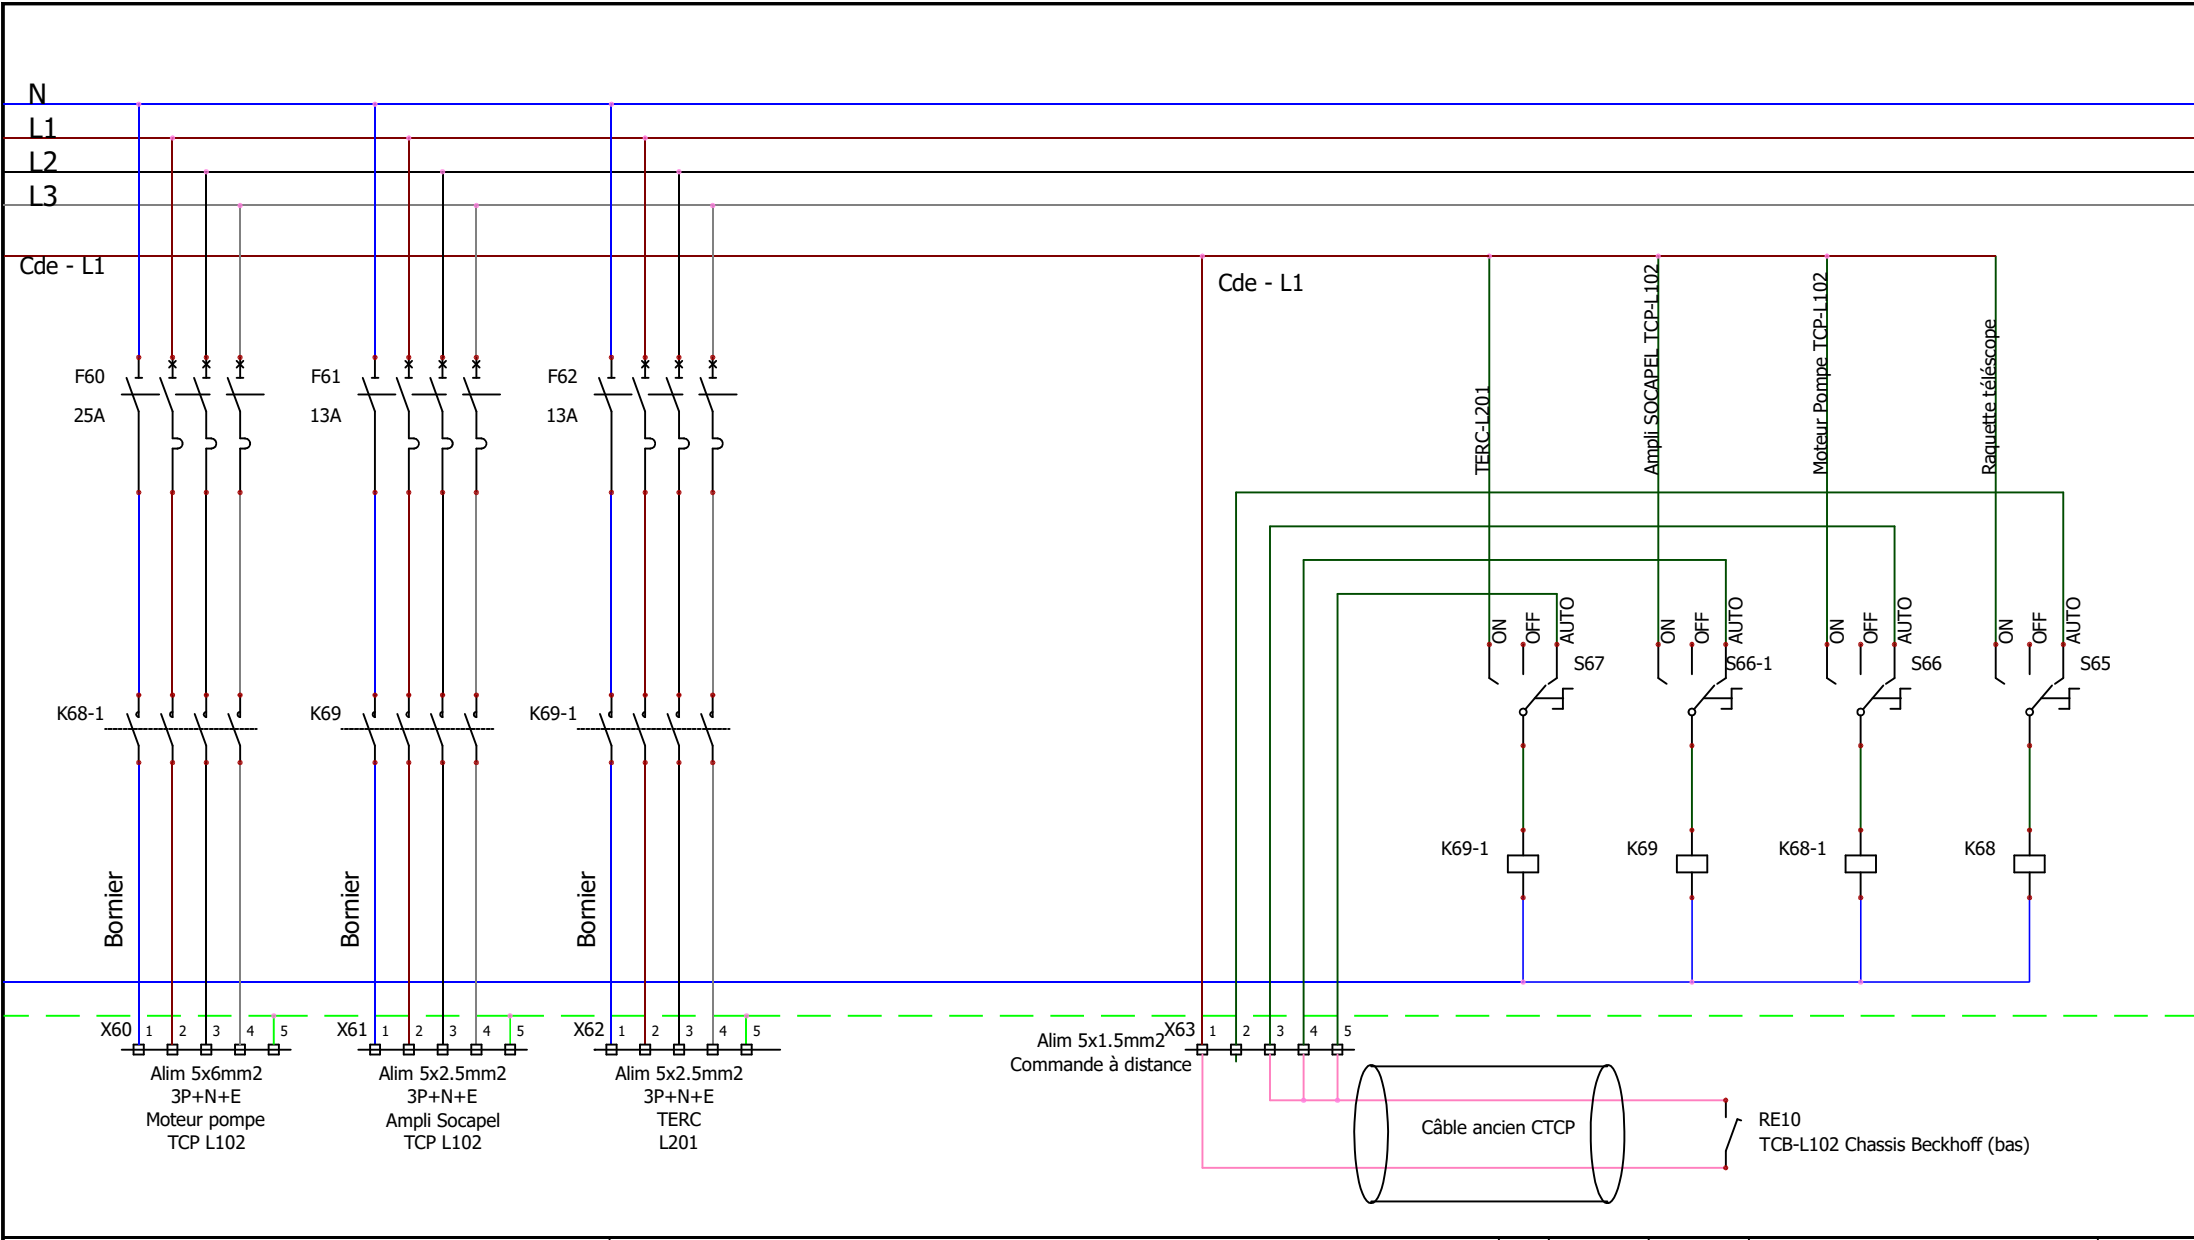 N
L1
L2
L3
Cde - L1
Cde - L1
TERC-L201
Ampli SOCAPEL TCP-L102
Moteur Pompe TCP-L102
Raquette téléscope
F60
25A
F61
13A
F62
13A
ON
OFF
AUTO
S67
ON
OFF
AUTO
S66-1
ON
OFF
AUTO
S66
ON
OFF
AUTO
S65
K68-1
K69
K69-1
K69-1
K69
K68-1
K68
Bornier
Bornier
Bornier
X60 1 2 3 4 5
X61 1 2 3 4 5
X62 1 2 3 4 5
X63 1 2 3 4 5
Alim 5x6mm2
3P+N+E
Moteur pompe
TCP L102
Alim 5x2.5mm2
3P+N+E
Ampli Socapel
TCP L102
Alim 5x2.5mm2
3P+N+E
TERC
L201
Alim 5x1.5mm2
Commande à distance
Câble ancien CTCP
RE10
TCB-L102 Chassis Beckhoff (bas)